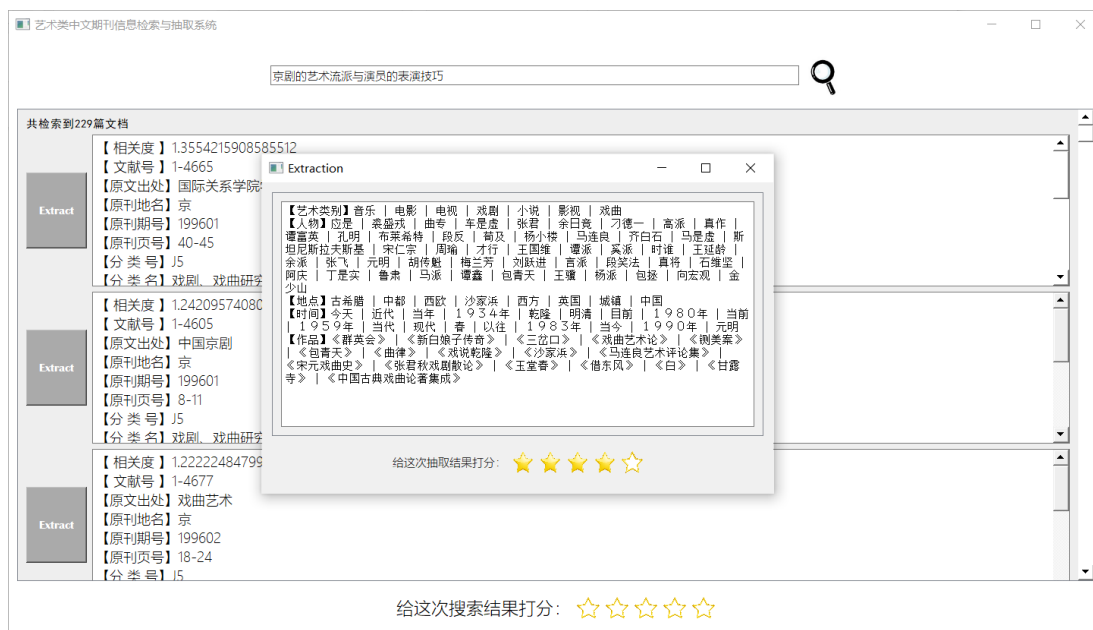 艺术类中文期刊信息检索与抽取系统
京剧的艺术流派与演员的表演技巧
共检索到229篇文档
Extract
【 相关度 】1.3554215908585512
【 文献号 】1-4665
【原文出处】国际关系学院
【原刊地名】京
【原刊期号】199601
【原刊页号】40-45
【分 类 号】J5
【分 类 名】戏剧、戏曲研
Extract
【 相关度 】1.24209574080
【 文献号 】1-4605
【原文出处】中国京剧
【原刊地名】京
【原刊期号】199601
【原刊页号】8-11
【分 类 号】J5
【分 类 名】戏剧、戏曲研究
Extract
【 相关度 】1.22222484799
【 文献号 】1-4677
【原文出处】戏曲艺术
【原刊地名】京
【原刊期号】199602
【原刊页号】18-24
【分 类 号】J5
Extraction
【艺术类别】音乐 | 电影 | 电视 | 戏剧 | 小说 | 影视 | 戏曲
【人物】应是 | 裘盛戎 | 曲专 | 车是虚 | 张君 | 余日竟 | 刁德一 | 高派 | 真作 |
谭富英 | 孔明 | 布莱希特 | 段反 | 荀及 | 杨小楼 | 马连良 | 齐白石 | 马是虚 | 斯
坦尼斯拉夫斯基 | 宋仁宗 | 周瑜 | 才行 | 王国维 | 谭派 | 奚派 | 时谁 | 王延龄 |
余派 | 张飞 | 元明 | 胡传魁 | 梅兰芳 | 刘跃进 | 言派 | 段笑法 | 真将 | 石维坚 |
阿庆 | 丁是实 | 鲁肃 | 马派 | 谭鑫 | 包青天 | 王骥 | 杨派 | 包拯 | 向宏观 | 金
少山
【地点】古希腊 | 中都 | 西欧 | 沙家浜 | 西方 | 英国 | 城镇 | 中国
【时间】今天 | 近代 | 当年 | １９３４年 | 乾隆 | 明清 | 目前 | １９８０年 | 当前
| １９５９年 | 当代 | 现代 | 春 | 以往 | １９８３年 | 当今 | １９９０年 | 元明
【作品】《群英会》 | 《新白娘子传奇》 | 《三岔口》 | 《戏曲艺术论》 | 《铡美案》
| 《包青天》 | 《曲律》 | 《戏说乾隆》 | 《沙家浜》 | 《马连良艺术评论集》 |
《宋元戏曲史》 | 《张君秋戏剧散论》 | 《玉堂春》 | 《借东风》 | 《白》 | 《甘露
寺》 | 《中国古典戏曲论著集成》
给这次抽取结果打分：
给这次搜索结果打分：